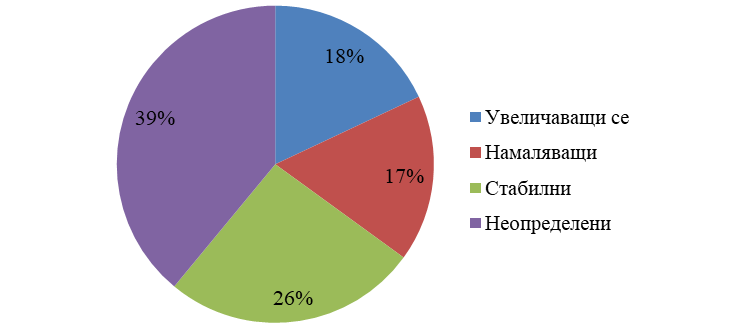 18%
17%
26%
39%
Увеличаващи се
Намаляващи
Стабилни
Неопределени